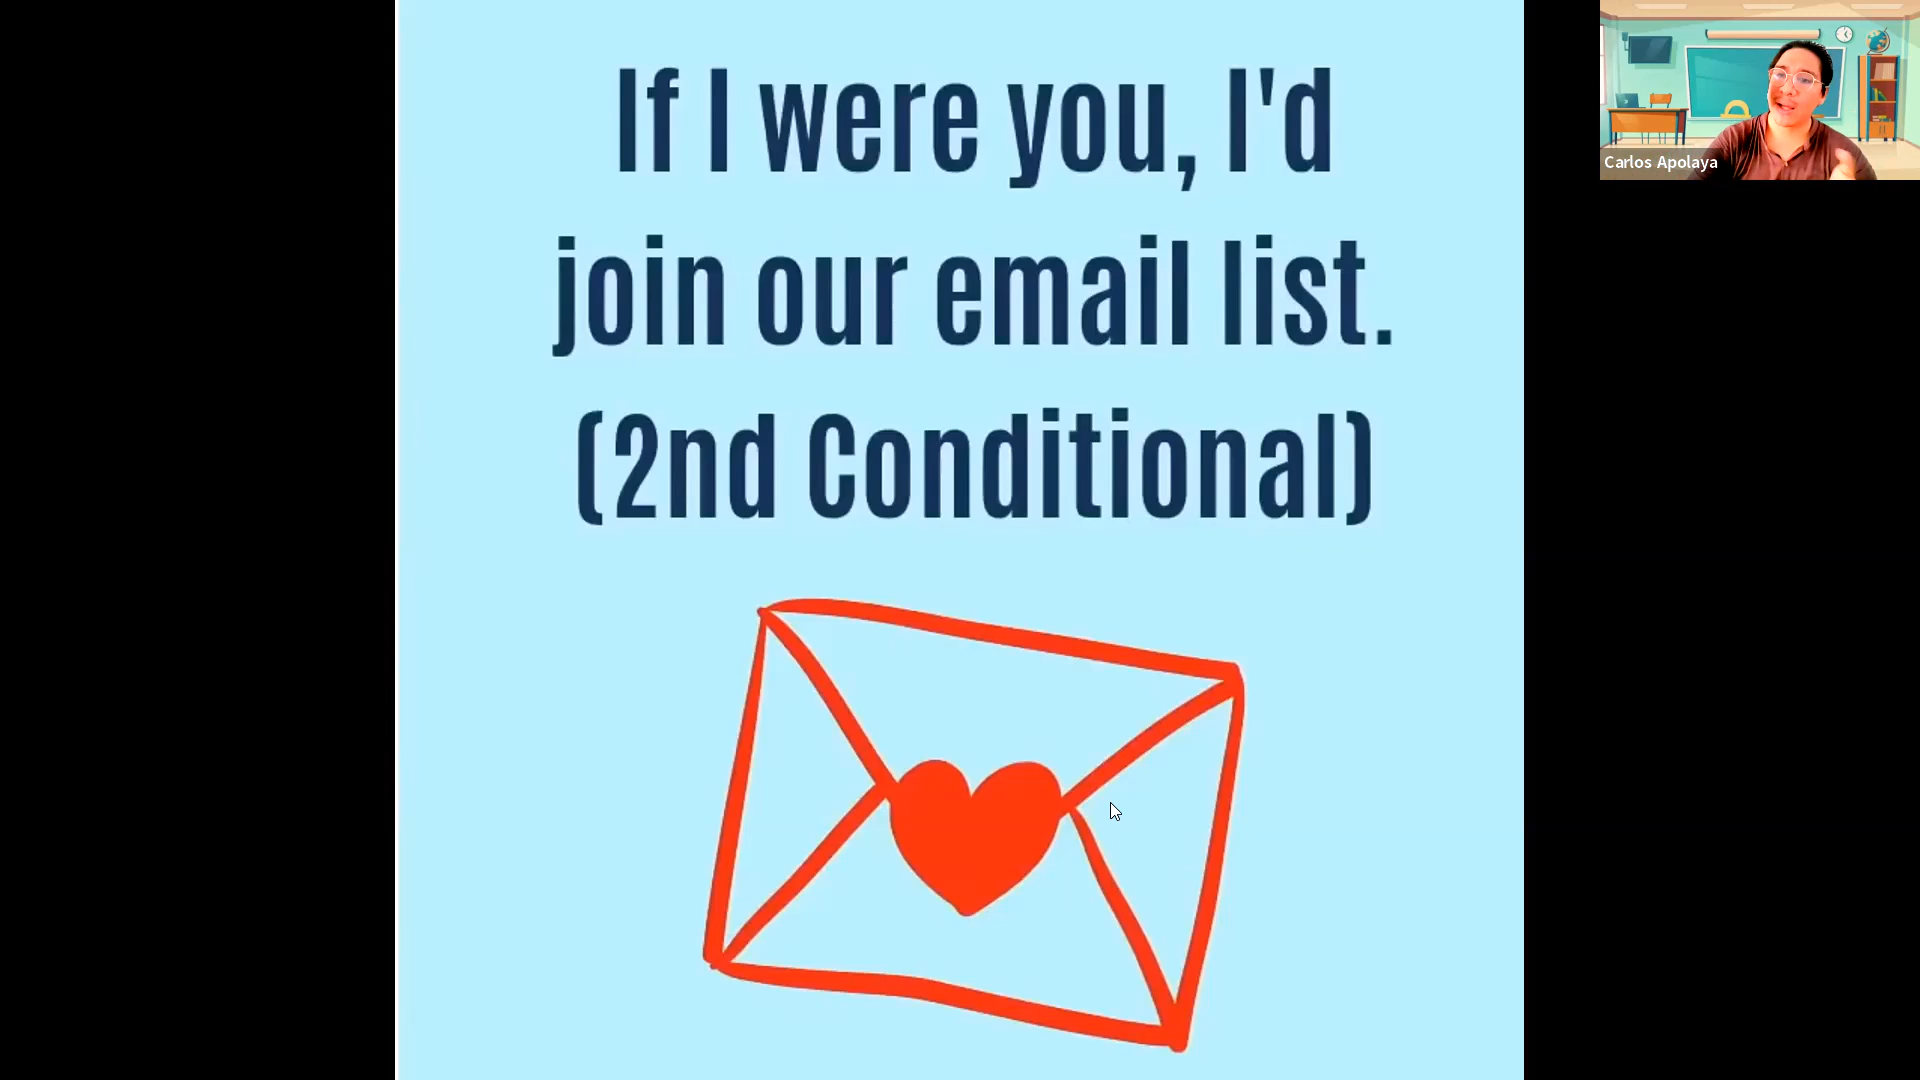 If I were you, I'd
join our email list.
(2nd Conditional)
Carlos Apolaya